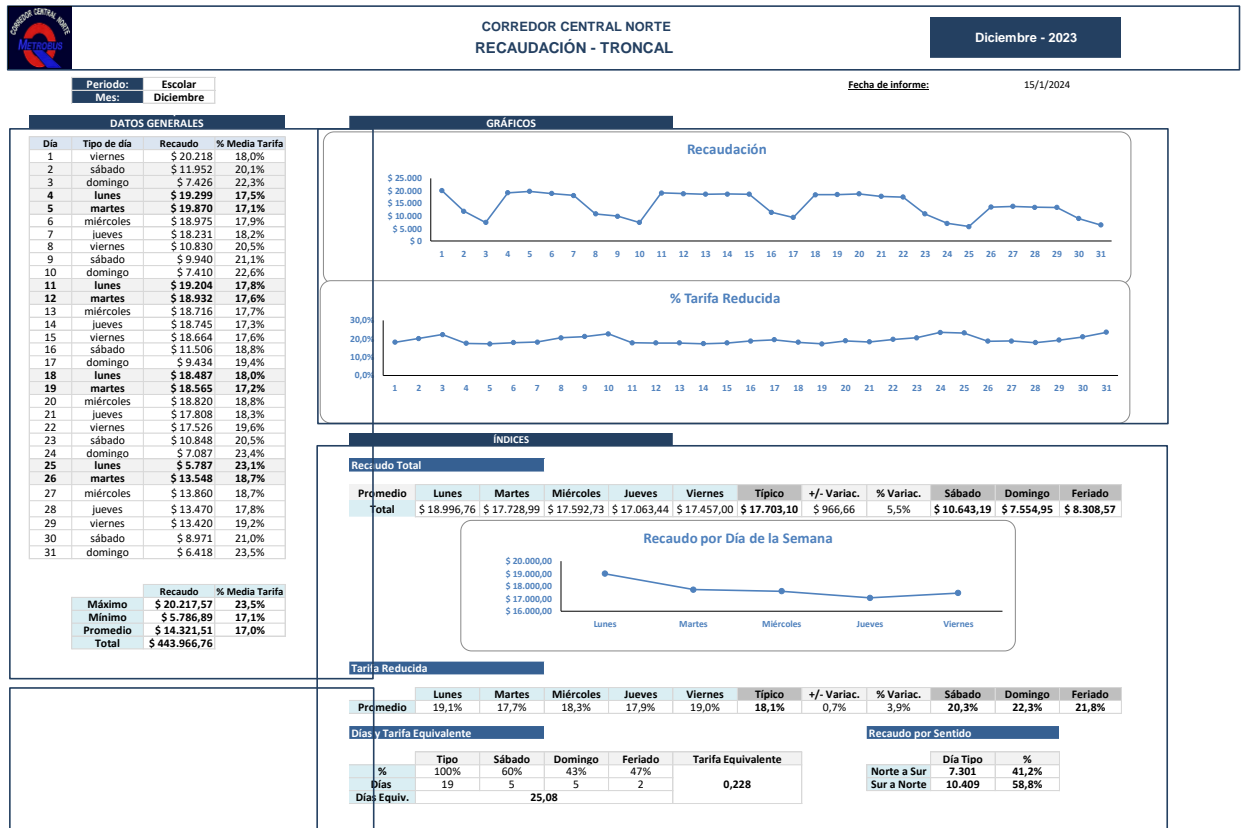 CORREDOR CENTRAL NORTE
METROBUS
CORREDOR CENTRAL NORTE
RECAUDACIÓN - TRONCAL
Diciembre - 2023
Periodo: Escolar
Mes: Diciembre
Fecha de informe: 15/1/2024
DATOS GENERALES
Día Tipo de día Recaudo % Media Tarifa
1 viernes $ 20.218 18,0%
2 sábado $ 11.952 20,1%
3 domingo $ 7.426 22,3%
4 lunes $ 19.299 17,5%
5 martes $ 19.870 17,1%
6 miércoles $ 18.975 17,9%
7 jueves $ 18.231 18,2%
8 viernes $ 10.830 20,5%
9 sábado $ 9.940 21,1%
10 domingo $ 7.410 22,6%
11 lunes $ 19.204 17,8%
12 martes $ 18.932 17,6%
13 miércoles $ 18.716 17,7%
14 jueves $ 18.745 17,3%
15 viernes $ 18.664 17,6%
16 sábado $ 11.506 18,8%
17 domingo $ 9.434 19,4%
18 lunes $ 18.487 18,0%
19 martes $ 18.565 17,2%
20 miércoles $ 18.820 18,8%
21 jueves $ 17.808 18,3%
22 viernes $ 17.526 19,6%
23 sábado $ 10.848 20,5%
24 domingo $ 7.087 23,4%
25 lunes $ 5.787 23,1%
26 martes $ 13.548 18,7%
27 miércoles $ 13.860 18,7%
28 jueves $ 13.470 17,8%
29 viernes $ 13.420 19,2%
30 sábado $ 8.971 21,0%
31 domingo $ 6.418 23,5%
Recaudo % Media Tarifa
Máximo $ 20.217,57 23,5%
Mínimo $ 5.786,89 17,1%
Promedio $ 14.321,51 17,0%
Total $ 443.966,76
GRÁFICOS
Recaudación
$ 25.000
$ 20.000
$ 15.000
$ 10.000
$ 5.000
$ 0
1 2 3 4 5 6 7 8 9 10 11 12 13 14 15 16 17 18 19 20 21 22 23 24 25 26 27 28 29 30 31
% Tarifa Reducida
30,0%
20,0%
10,0%
0,0%
1 2 3 4 5 6 7 8 9 10 11 12 13 14 15 16 17 18 19 20 21 22 23 24 25 26 27 28 29 30 31
ÍNDICES
Recaudo Total
Promedio Lunes Martes Miércoles Jueves Viernes Típico +/- Variac. % Variac. Sábado Domingo Feriado
Total $ 18.996,76 $ 17.728,99 $ 17.592,73 $ 17.063,44 $ 17.457,00 $ 17.703,10 $ 966,66 5,5% $ 10.643,19 $ 7.554,95 $ 8.308,57
Recaudo por Día de la Semana
$ 20.000,00
$ 19.000,00
$ 18.000,00
$ 17.000,00
$ 16.000,00
Lunes Martes Miércoles Jueves Viernes
Tarifa Reducida
Lunes Martes Miércoles Jueves Viernes Típico +/- Variac. % Variac. Sábado Domingo Feriado
Promedio 19,1% 17,7% 18,3% 17,9% 19,0% 18,1% 0,7% 3,9% 20,3% 22,3% 21,8%
Días y Tarifa Equivalente
Tipo Sábado Domingo Feriado Tarifa Equivalente
% 100% 60% 43% 47%
Días 19 5 5 2 0,228
Días Equiv. 25,08
Recaudo por Sentido
Día Tipo %
Norte a Sur 7.301 41,2%
Sur a Norte 10.409 58,8%